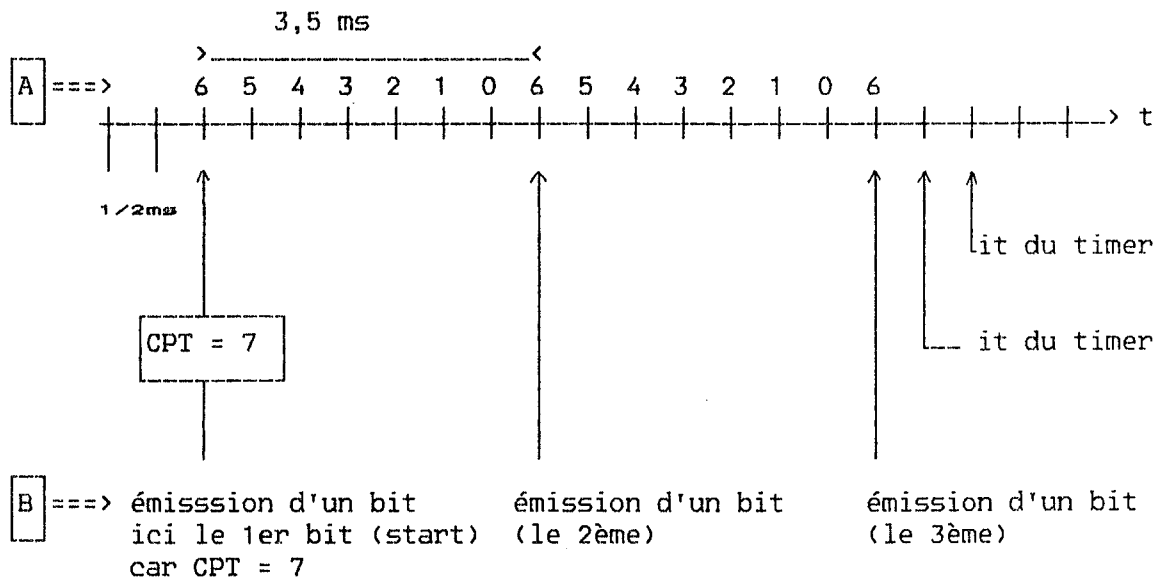 3,5 ms
A ===> 6 5 4 3 2 1 0 6 5 4 3 2 1 0 6
t
1/2ms
it du timer
CPT = 7
it du timer
B ===> émisssion d'un bit émission d'un bit émission d'un bit
ici le 1er bit (start) (le 2ème) (le 3ème)
car CPT = 7